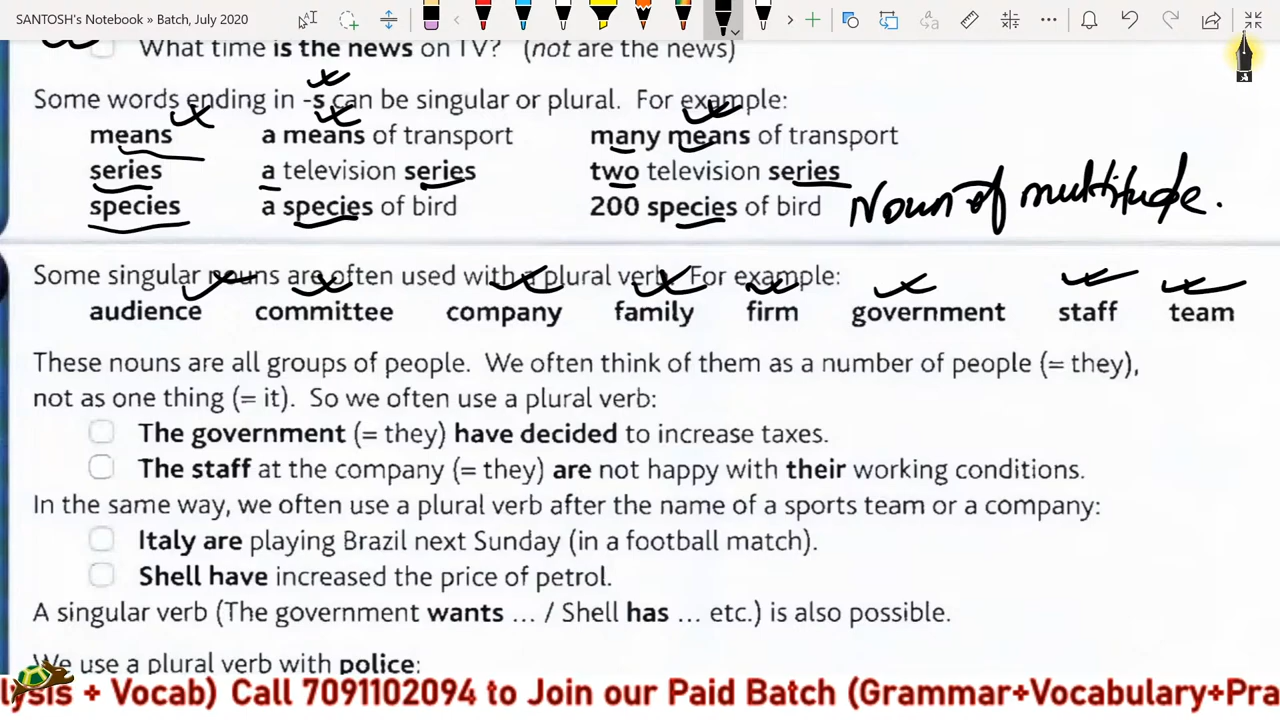 SANTOSH's Notebook » Batch, July 2020
What time is the news on TV? (not are the news)
Some words ending in -s can be singular or plural. For example:
means a means of transport many means of transport
series a television series two television series
species a species of bird 200 species of bird Noun of multitude.
Some singular nouns are often used with a plural verb. For example:
audience committee company family firm government staff team
These nouns are all groups of people. We often think of them as a number of people (= they),
not as one thing (= it). So we often use a plural verb:
The government (= they) have decided to increase taxes.
The staff at the company (= they) are not happy with their working conditions.
In the same way, we often use a plural verb after the name of a sports team or a company:
Italy are playing Brazil next Sunday (in a football match).
Shell have increased the price of petrol.
A singular verb (The government wants … / Shell has … etc.) is also possible.
We use a plural verb with police:
lysis + Vocab) Call 7091102094 to Join our Paid Batch (Grammar+Vocabulary+Pra